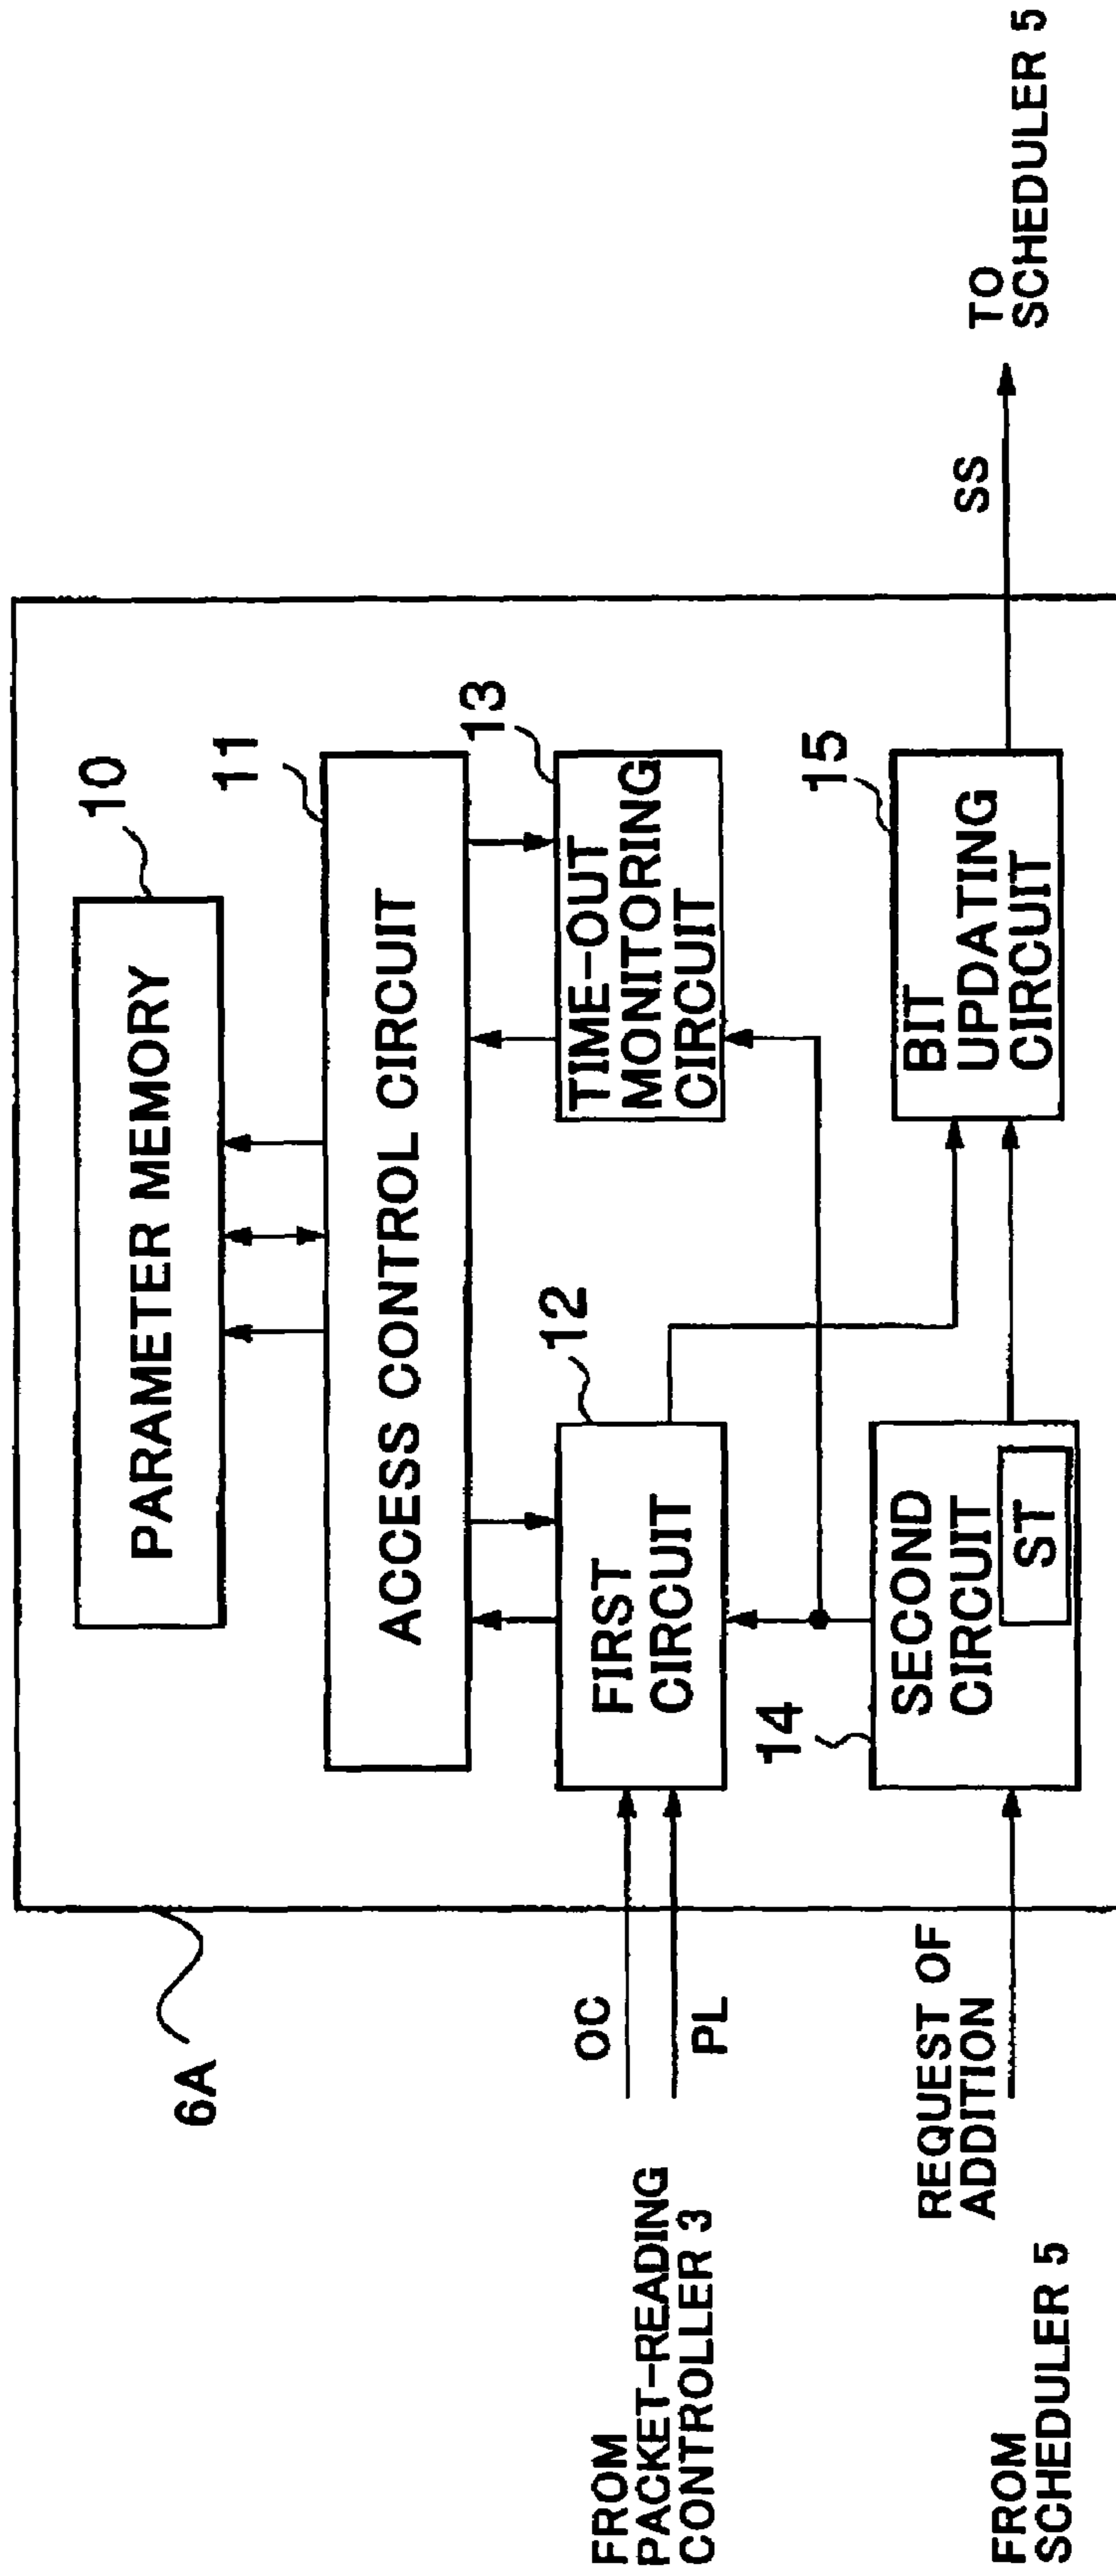 6A
PARAMETER MEMORY
10
ACCESS CONTROL CIRCUIT
11
FROM
PACKET-READING
CONTROLLER 3
OC
PL
FIRST
CIRCUIT
12
TIME-OUT
MONITORING
CIRCUIT
13
FROM
SCHEDULER 5
REQUEST OF
ADDITION
14
SECOND
CIRCUIT
ST
BIT
UPDATING
CIRCUIT
15
SS
TO
SCHEDULER 5